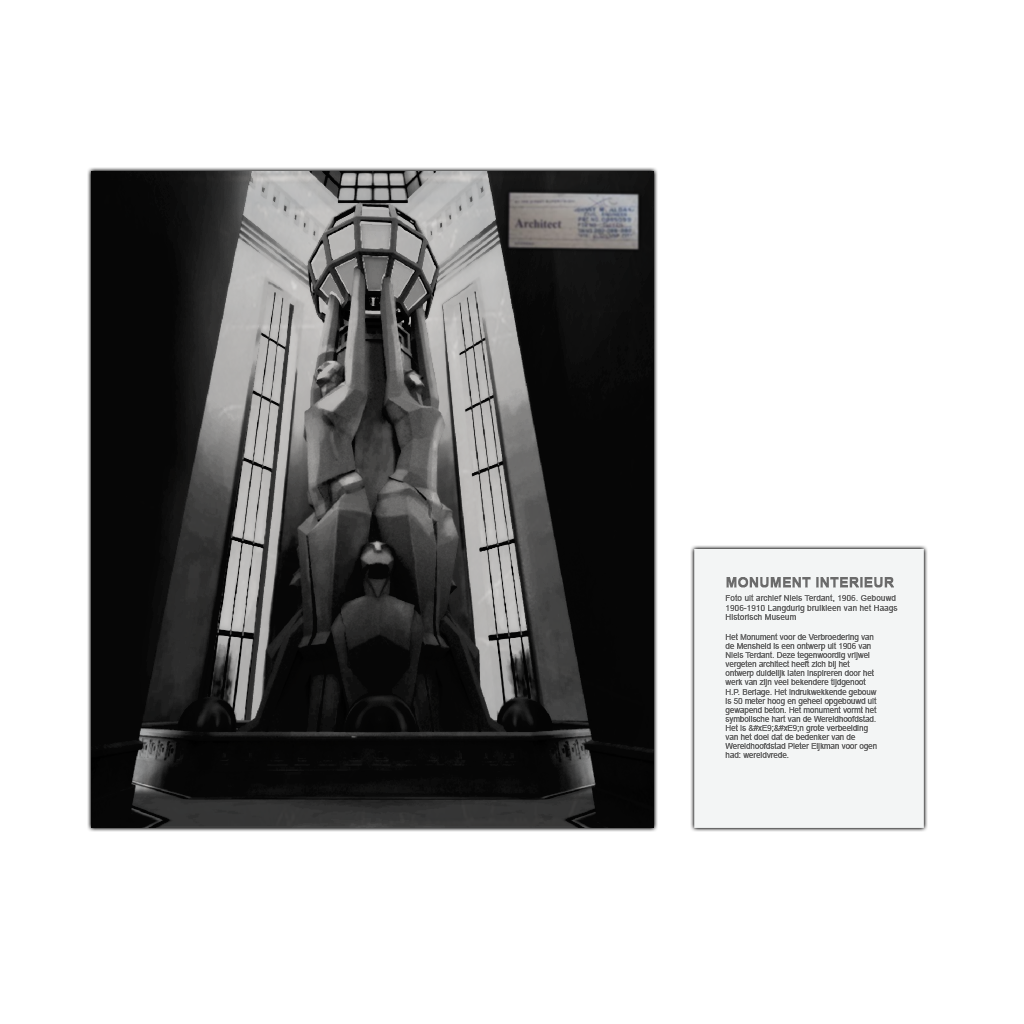 Architect
MONUMENT INTERIEUR
Foto uit archief Niels Terdant, 1906. Gebouwd
1906-1910 Langdurig bruikleen van het Haags
Historisch Museum
Het Monument voor de Verbroedering van
de Mensheid is een ontwerp uit 1906 van
Niels Terdant. Deze tegenwoordig vrijwel
vergeten architect heeft zich bij het
ontwerp duidelijk laten inspireren door het
werk van zijn veel bekendere tijdgenoot
H.P. Berlage. Het indrukwekkende gebouw
is 50 meter hoog en geheel opgebouwd uit
gewapend beton. Het monument vormt het
symbolische hart van de Wereldhoofdstad.
Het is &#xE9;&#xE9;n grote verbeelding
van het doel dat de bedenker van de
Wereldhoofdstad Pieter Eijkman voor ogen
had: wereldvrede.